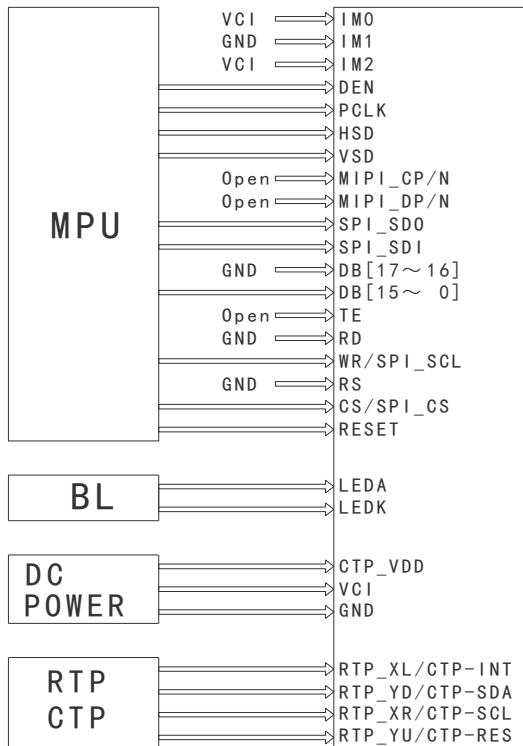 VCI IM0
GND IM1
VCI IM2
DEN
PCLK
HSD
VSD
Open MIPI_CP/N
Open MIPI_DP/N
MPU
SPI_SDO
SPI_SDI
GND DB[17～16]
DB[15～ 0]
Open TE
GND RD
WR/SPI_SCL
GND RS
CS/SPI_CS
RESET
BL
LEDA
LEDK
DC
POWER
CTP_VDD
VCI
GND
RTP
CTP
RTP_XL/CTP-INT
RTP_YD/CTP-SDA
RTP_XR/CTP-SCL
RTP_YU/CTP-RES